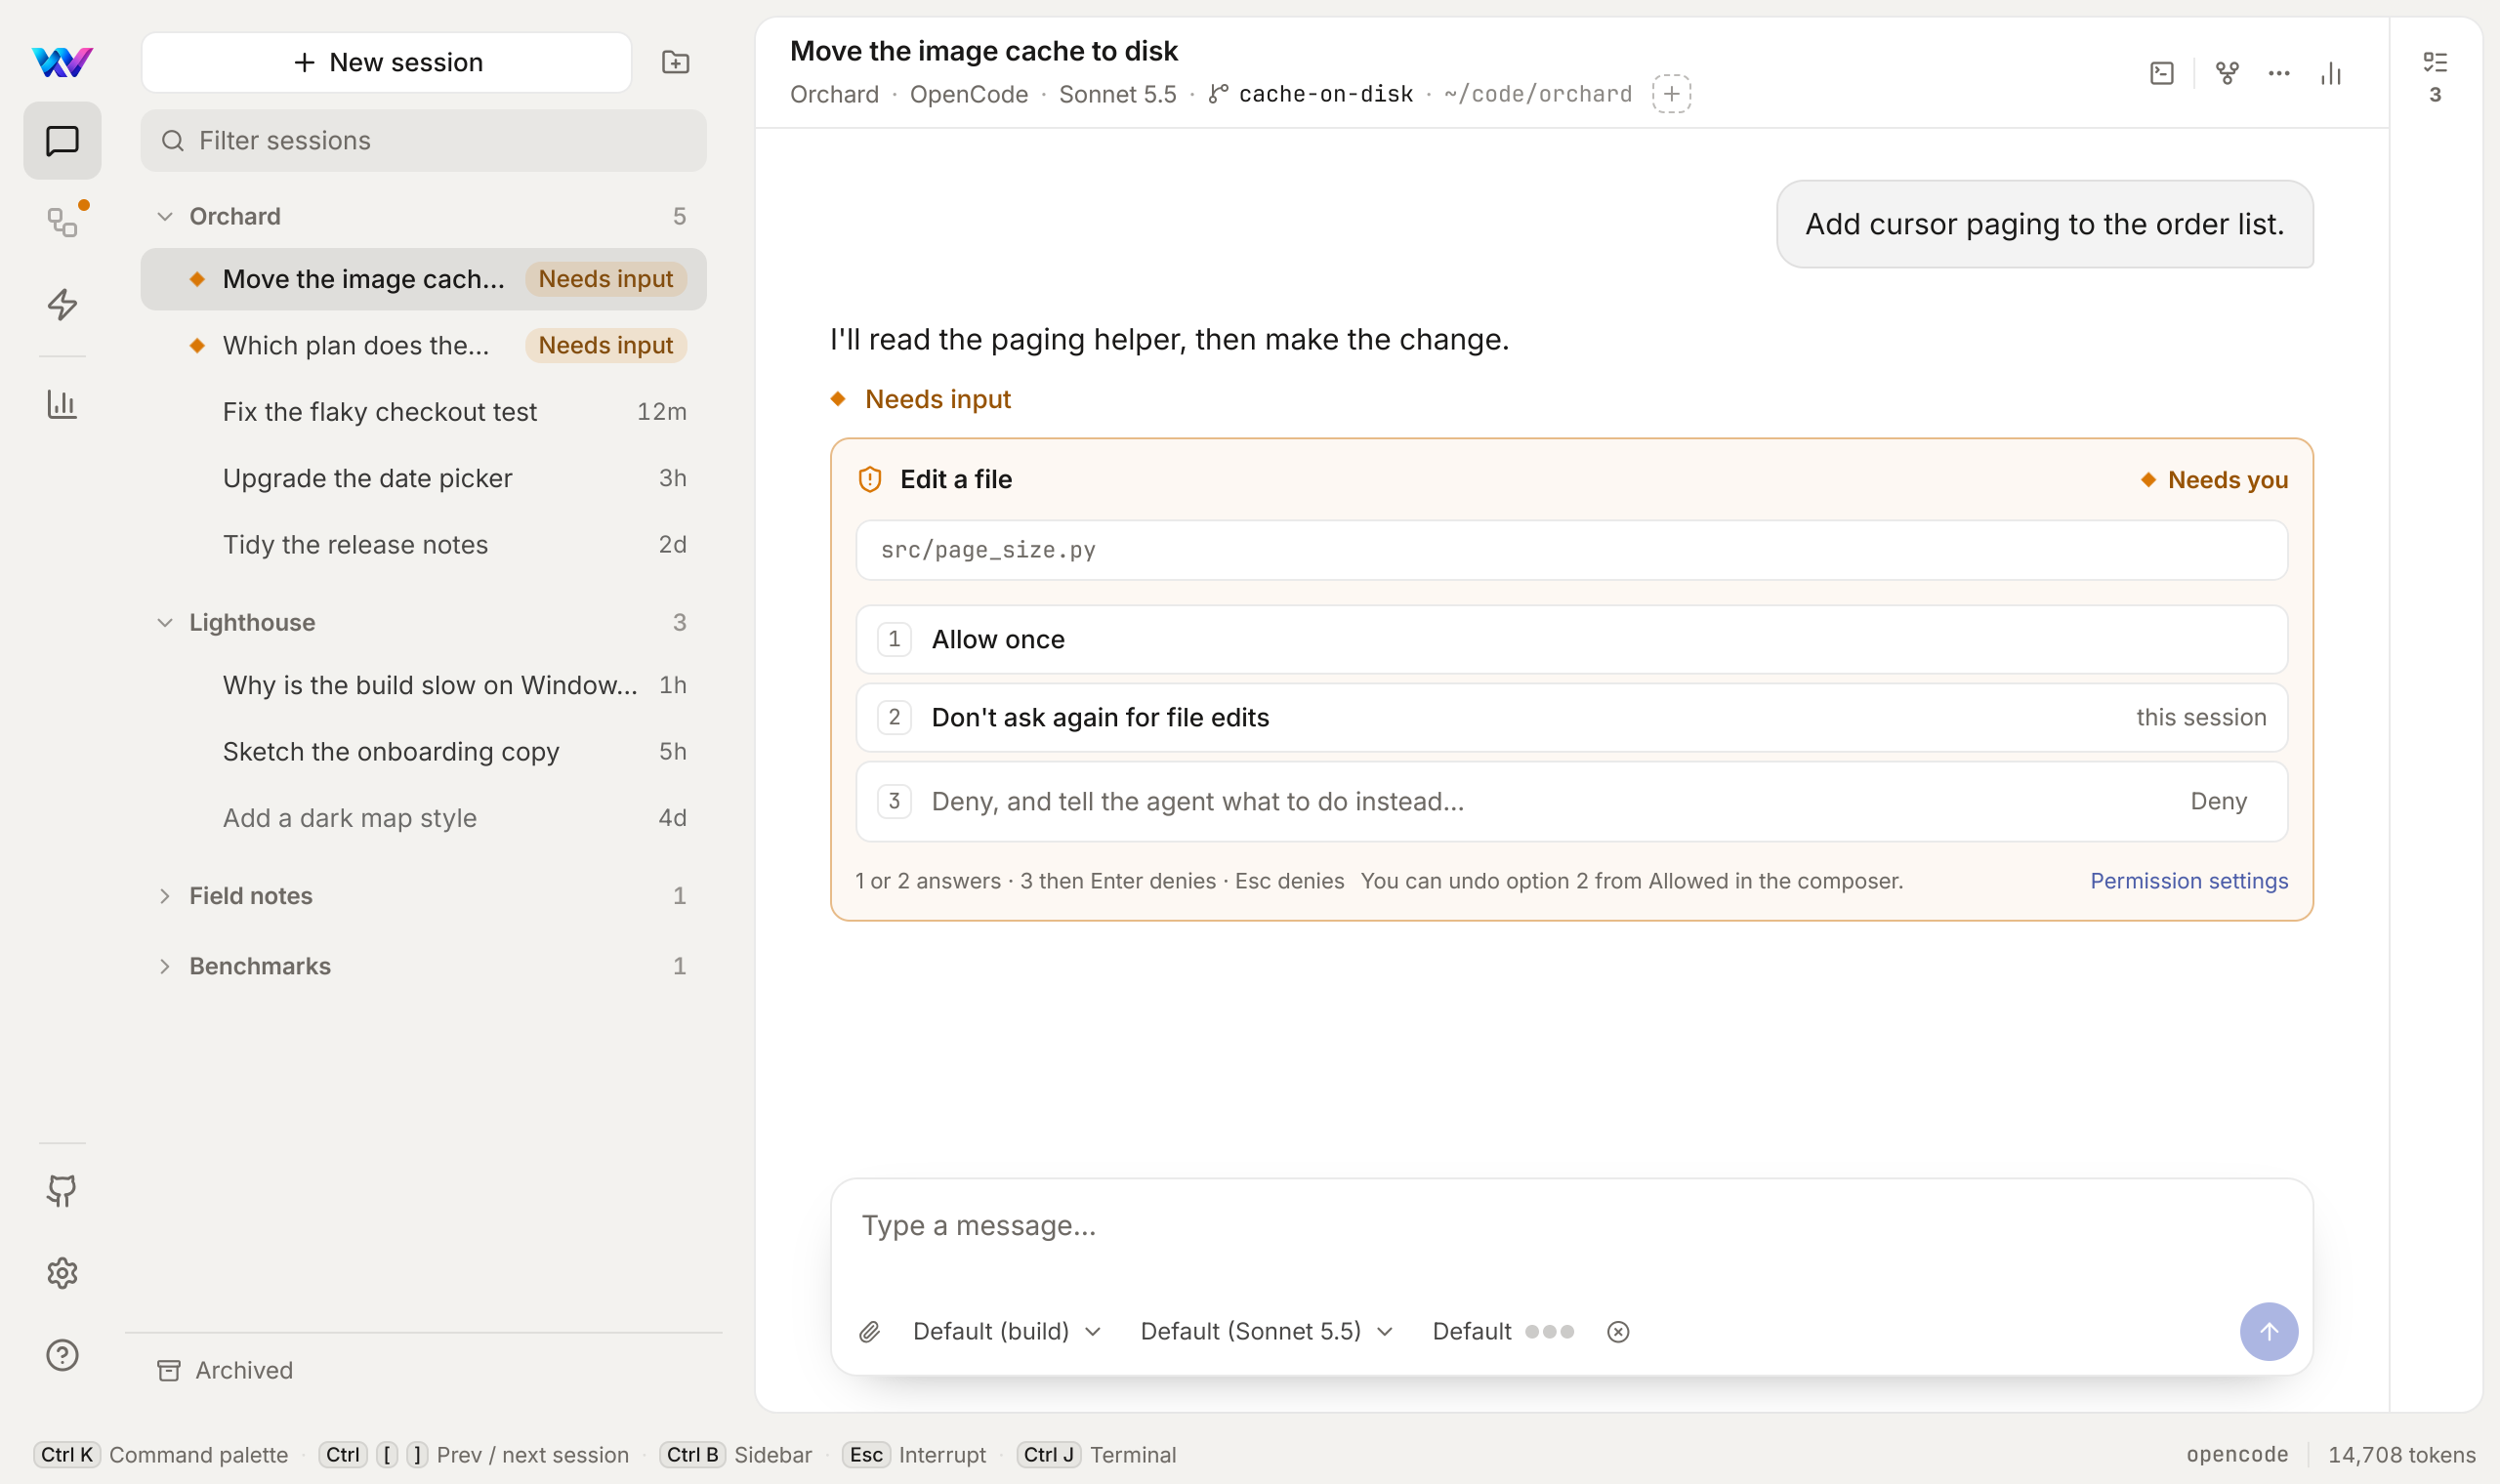 New session
Filter sessions
Orchard 5
Move the image cach... Needs input
Which plan does the... Needs input
Fix the flaky checkout test 12m
Upgrade the date picker 3h
Tidy the release notes 2d
Lighthouse 3
Why is the build slow on Window... 1h
Sketch the onboarding copy 5h
Add a dark map style 4d
Field notes 1
Benchmarks 1
Archived
Move the image cache to disk
Orchard · OpenCode · Sonnet 5.5 · cache-on-disk · ~/code/orchard
3
Add cursor paging to the order list.
I'll read the paging helper, then make the change.
Needs input
Edit a file Needs you
src/page_size.py
1 Allow once
2 Don't ask again for file edits this session
3 Deny, and tell the agent what to do instead... Deny
1 or 2 answers · 3 then Enter denies · Esc denies You can undo option 2 from Allowed in the composer. Permission settings
Type a message...
Default (build) Default (Sonnet 5.5) Default
Ctrl K Command palette · Ctrl [ ] Prev / next session · Ctrl B Sidebar · Esc Interrupt · Ctrl J Terminal
opencode 14,708 tokens